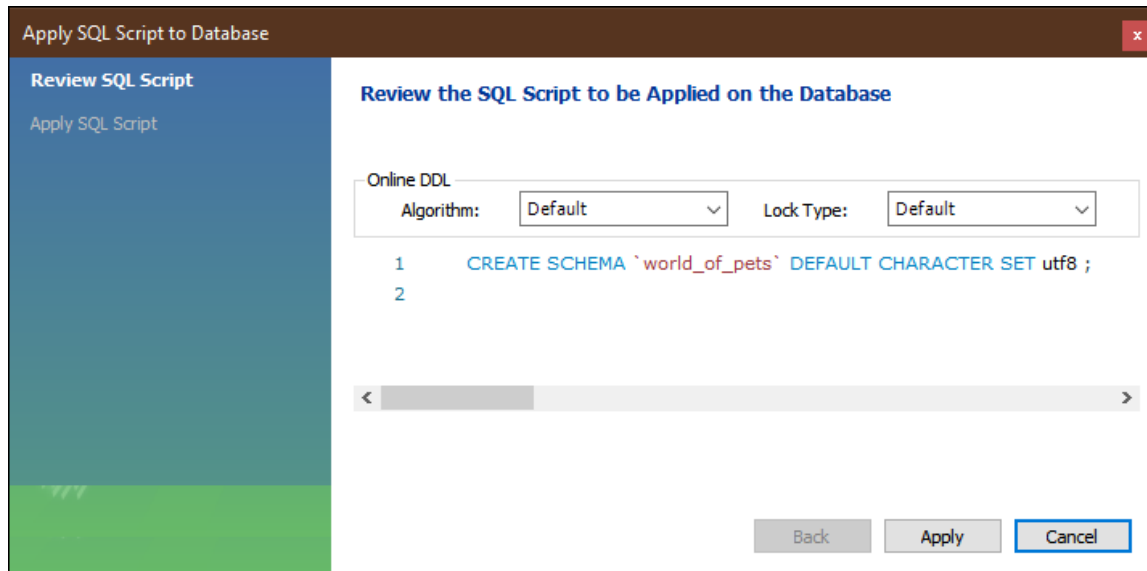 Apply SQL Script to Database
x
Review SQL Script
Apply SQL Script
Review the SQL Script to be Applied on the Database
Online DDL
Algorithm: Default Lock Type: Default
1 CREATE SCHEMA `world_of_pets` DEFAULT CHARACTER SET utf8 ;
2
Back Apply Cancel